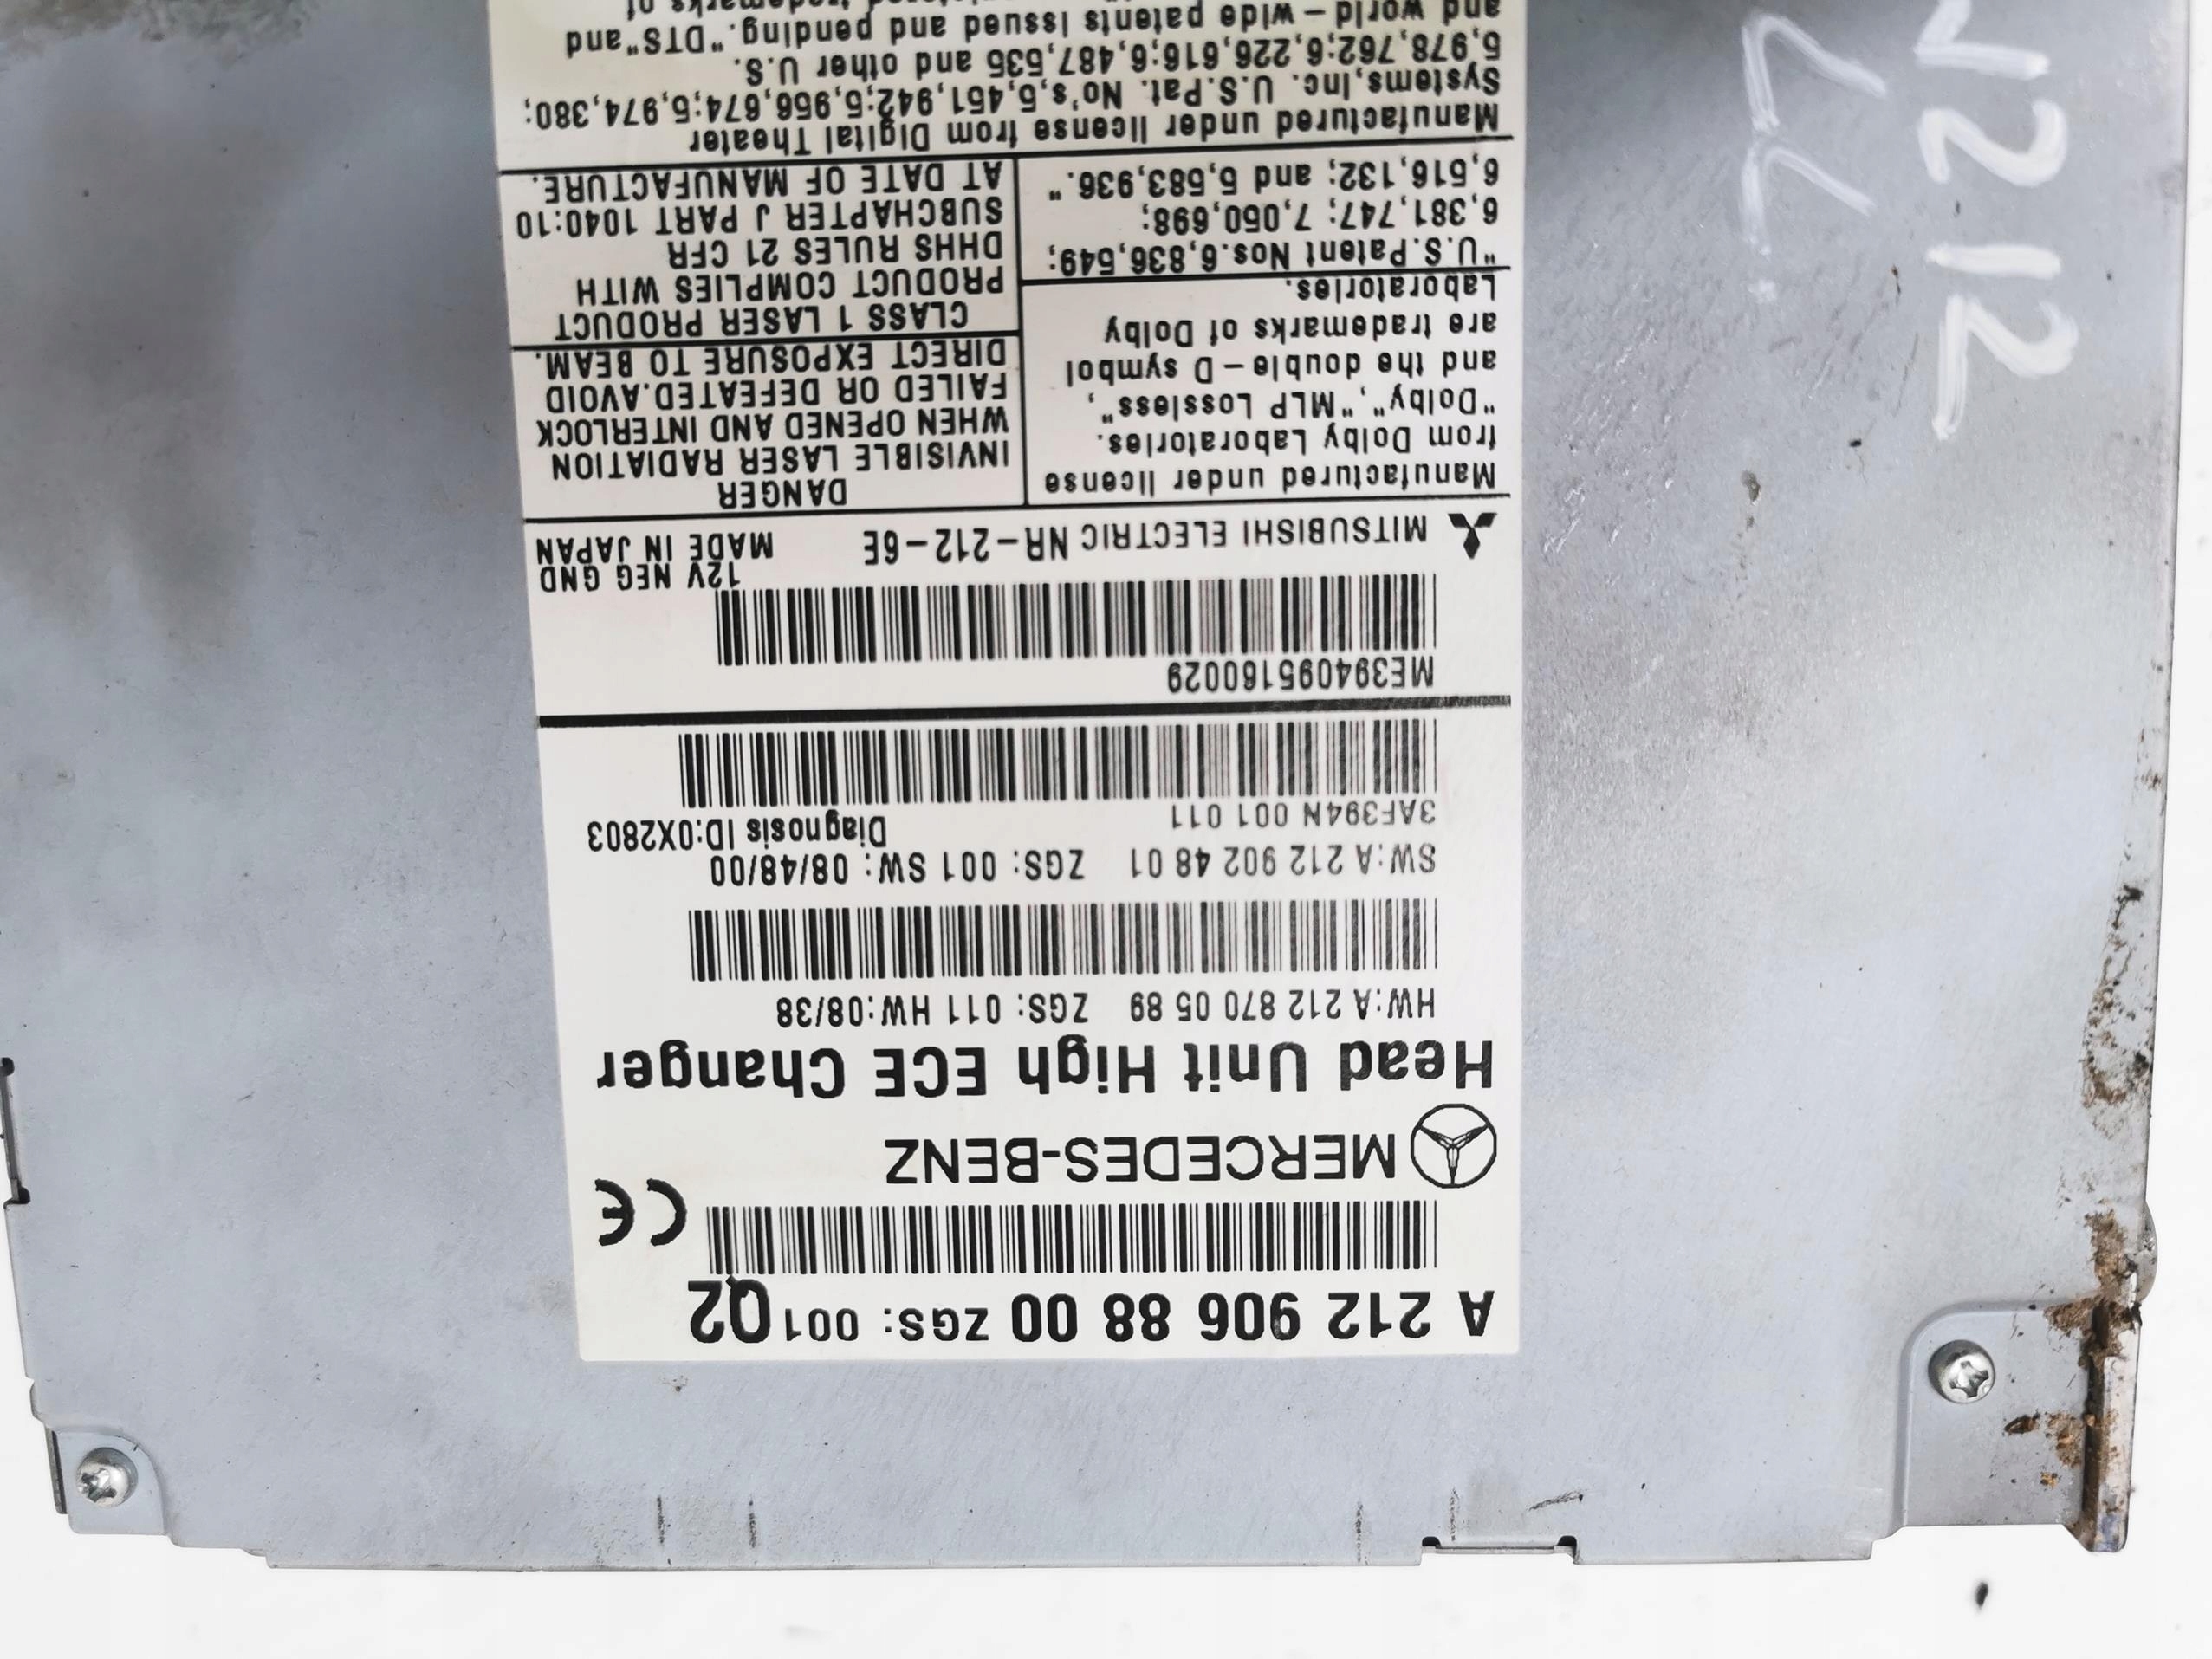 A 212 906 88 00 ZGS: 001 Q2
CE
MERCEDES-BENZ
Head Unit High ECE Changer
HW:A 212 870 05 89 ZGS: 011 HW:08/38
SW:A 212 902 48 01 ZGS: 001 SW: 08/48/00
3AF394N 001 011 Diagnosis ID:0X2803
ME394095160029
12V NEG GND
MITSUBISHI ELECTRIC NR-212-6E MADE IN JAPAN
Manufactured under license
from Dolby Laboratories.
"Dolby","MLP Lossless",
and the double-D symbol
are trademarks of Dolby
Laboratories.
"U.S.Patent Nos.6,836,549;
6,381,747; 7,050,698;
6,516,132; and 5,583,936."
DANGER
INVISIBLE LASER RADIATION
WHEN OPENED AND INTERLOCK
FAILED OR DEFEATED.AVOID
DIRECT EXPOSURE TO BEAM.
CLASS 1 LASER PRODUCT
PRODUCT COMPLIES WITH
DHHS RULES 21 CFR
SUBCHAPTER J PART 1040:10
AT DATE OF MANUFACTURE.
Manufactured under license from Digital Theater
Systems,Inc. U.S.Pat. No's,5,451,942;5,956,674;5,974,380;
5,978,762;6,226,616;6,487,535 and other U.S.
and world-wide patents issued and pending."DTS"and